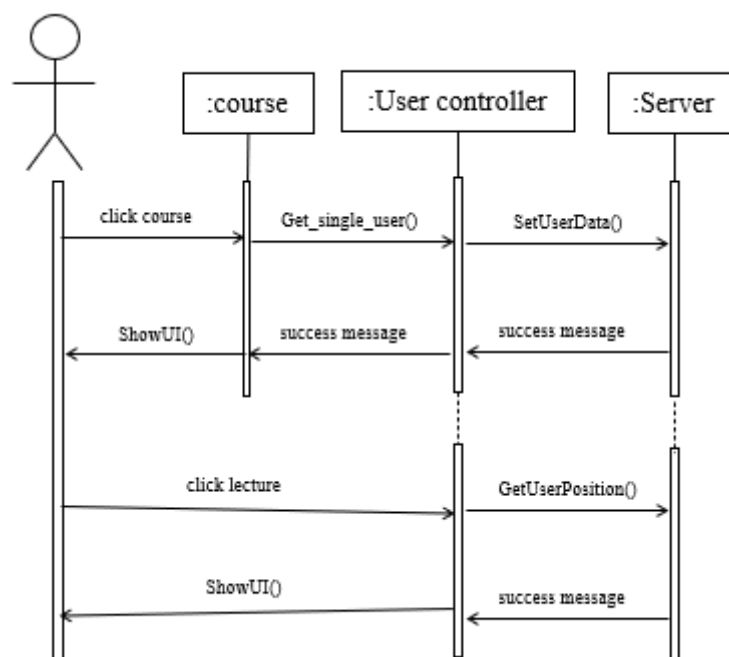 :course
:User controller
:Server
click course
Get_single_user()
SetUserData()
ShowUI()
success message
success message
click lecture
GetUserPosition()
ShowUI()
success message